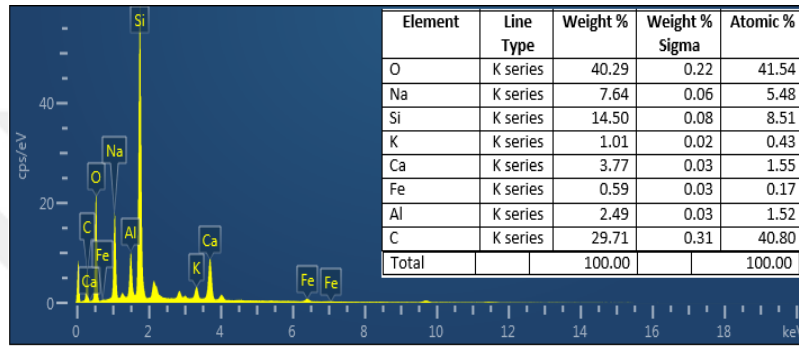 Si
40
Na
O
20
C
Al
Ca
Fe
K
Ca
Fe
Fe
0
cps/eV
0 2 4 6 8 10 12 14 16 18 keV
Element Line Type Weight % Weight % Sigma Atomic %
O K series 40.29 0.22 41.54
Na K series 7.64 0.06 5.48
Si K series 14.50 0.08 8.51
K K series 1.01 0.02 0.43
Ca K series 3.77 0.03 1.55
Fe K series 0.59 0.03 0.17
Al K series 2.49 0.03 1.52
C K series 29.71 0.31 40.80
Total 100.00 100.00